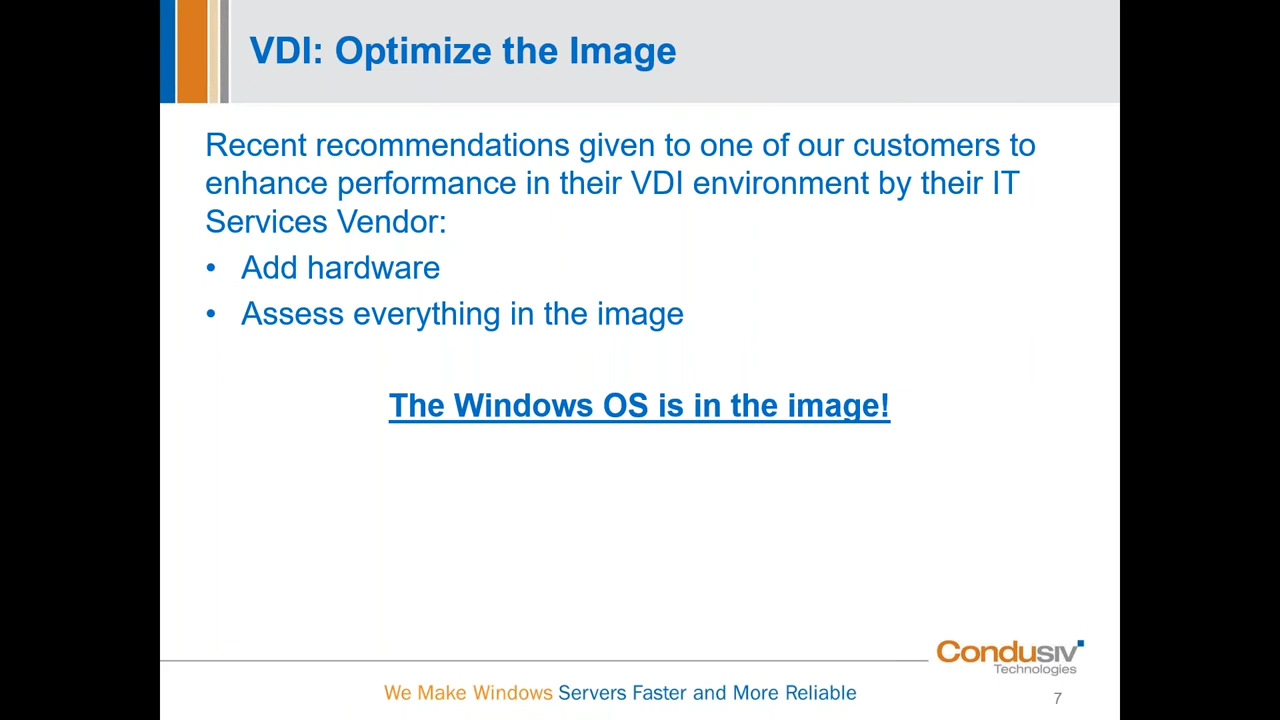 VDI: Optimize the Image
Recent recommendations given to one of our customers to
enhance performance in their VDI environment by their IT
Services Vendor:
• Add hardware
• Assess everything in the image
The Windows OS is in the image!
Condusiv
Technologies
We Make Windows Servers Faster and More Reliable
7